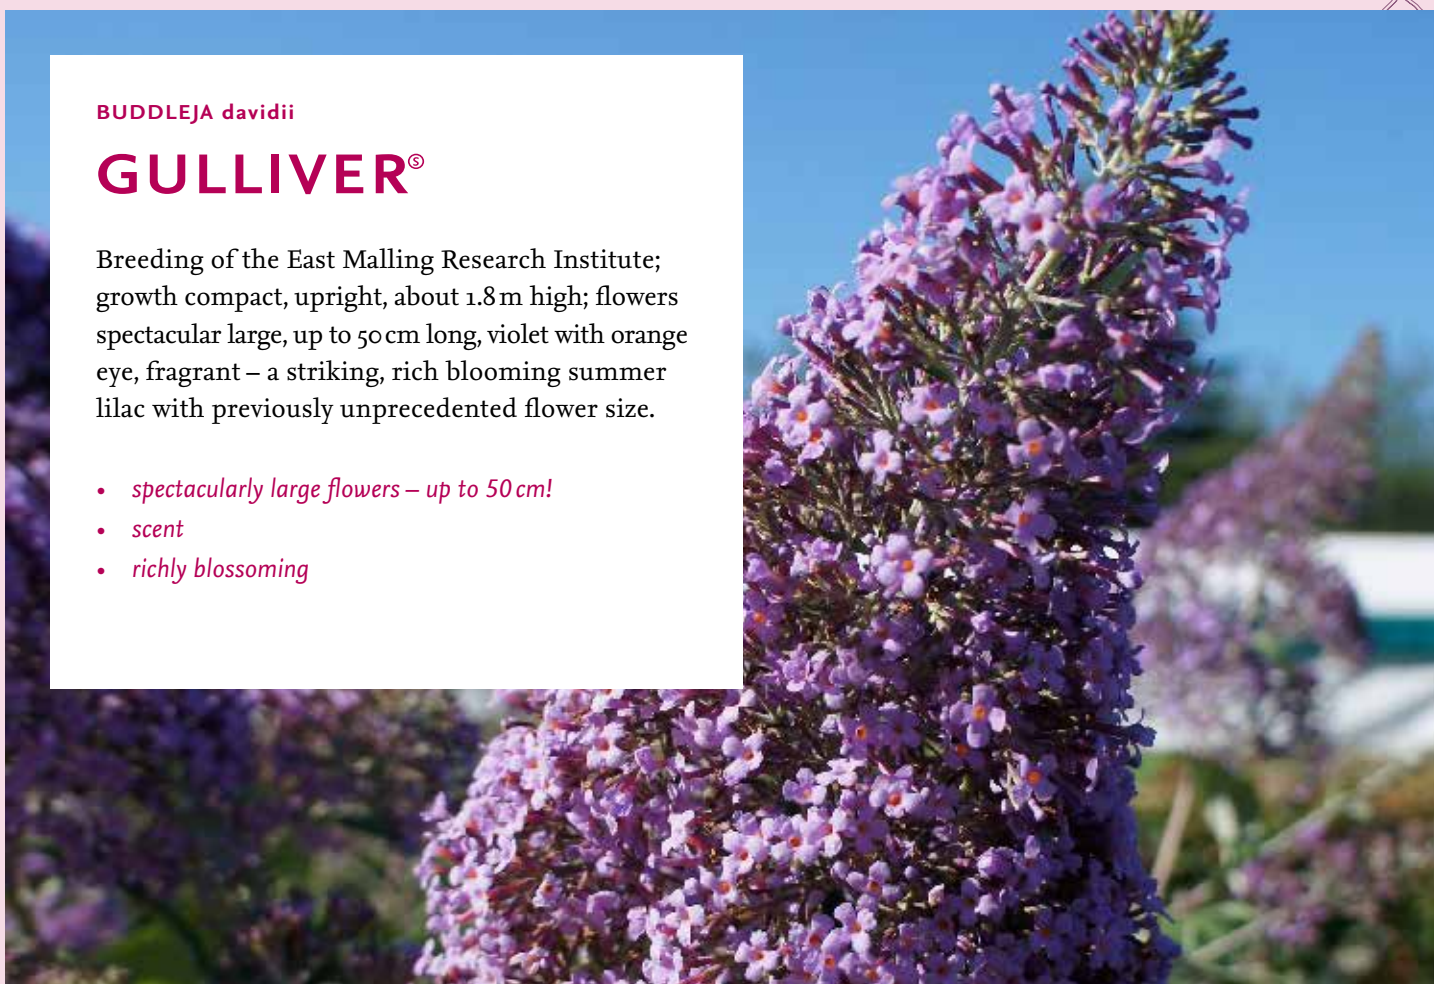 BUDDLEJA davidii
GULLIVERⓈ
Breeding of the East Malling Research Institute;
growth compact, upright, about 1.8 m high; flowers
spectacular large, up to 50 cm long, violet with orange
eye, fragrant – a striking, rich blooming summer
lilac with previously unprecedented flower size.
• spectacularly large flowers – up to 50 cm!
• scent
• richly blossoming